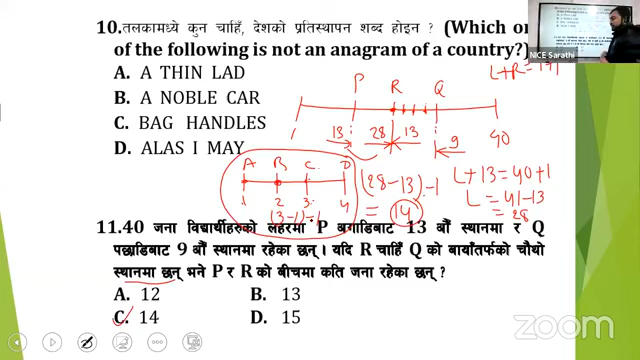 10.तलकामध्ये कुन चाहिँ, देशको प्रतिस्थापन शब्द होइन ? (Which one
of the following is not an anagram of a country?)
A. A THIN LAD
B. A NOBLE CAR
C. BAG HANDLES
D. ALAS I MAY
NICE Sarathi
L+R=
P R Q
13 28 13
9
1 40
A B C D
1 2 3 4
(3-1)=1
(28-13)-1
= 14
L+13=40+1
L=41-13
=28
11.40 जना विद्यार्थीहरुको लहरमा P अगाडिबाट 13 औँ स्थानमा र Q
पछाडिबाट 9 औँ स्थानमा रहेका छन् । यदि R चाहिँ Q को बायाँतर्फको चौथो
स्थानमा छन् भने P र R को बीचमा कति जना रहेका छन् ?
A. 12 B. 13
C. 14 D. 15
zoom